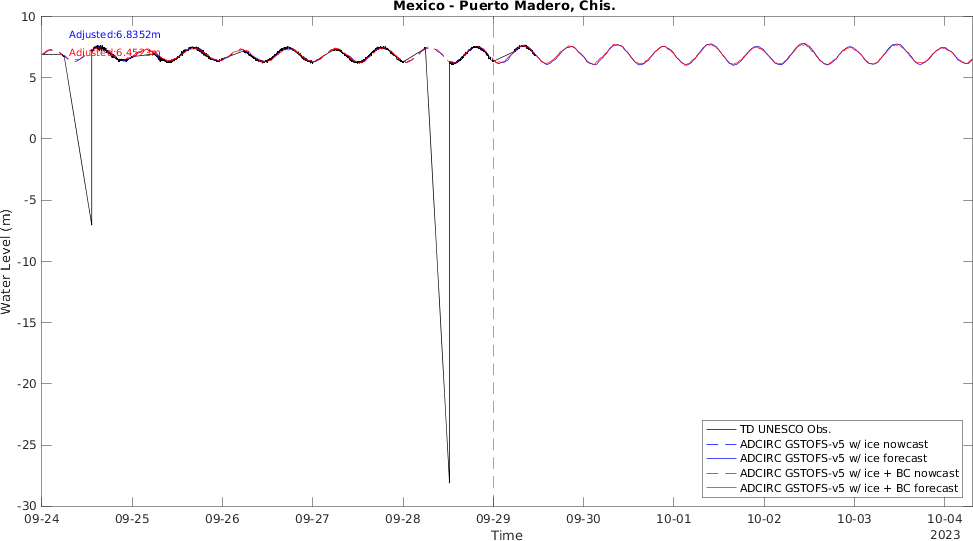 Mexico - Puerto Madero, Chis.
10
5
0
-5
-10
-15
-20
-25
-30
Water Level (m)
Adjusted:6.8352m
Adjusted:6.4523m
TD UNESCO Obs.
ADCIRC GSTOFS-v5 w/ ice nowcast
ADCIRC GSTOFS-v5 w/ ice forecast
ADCIRC GSTOFS-v5 w/ ice + BC nowcast
ADCIRC GSTOFS-v5 w/ ice + BC forecast
09-24 09-25 09-26 09-27 09-28 09-29 09-30 10-01 10-02 10-03 10-04
Time
2023